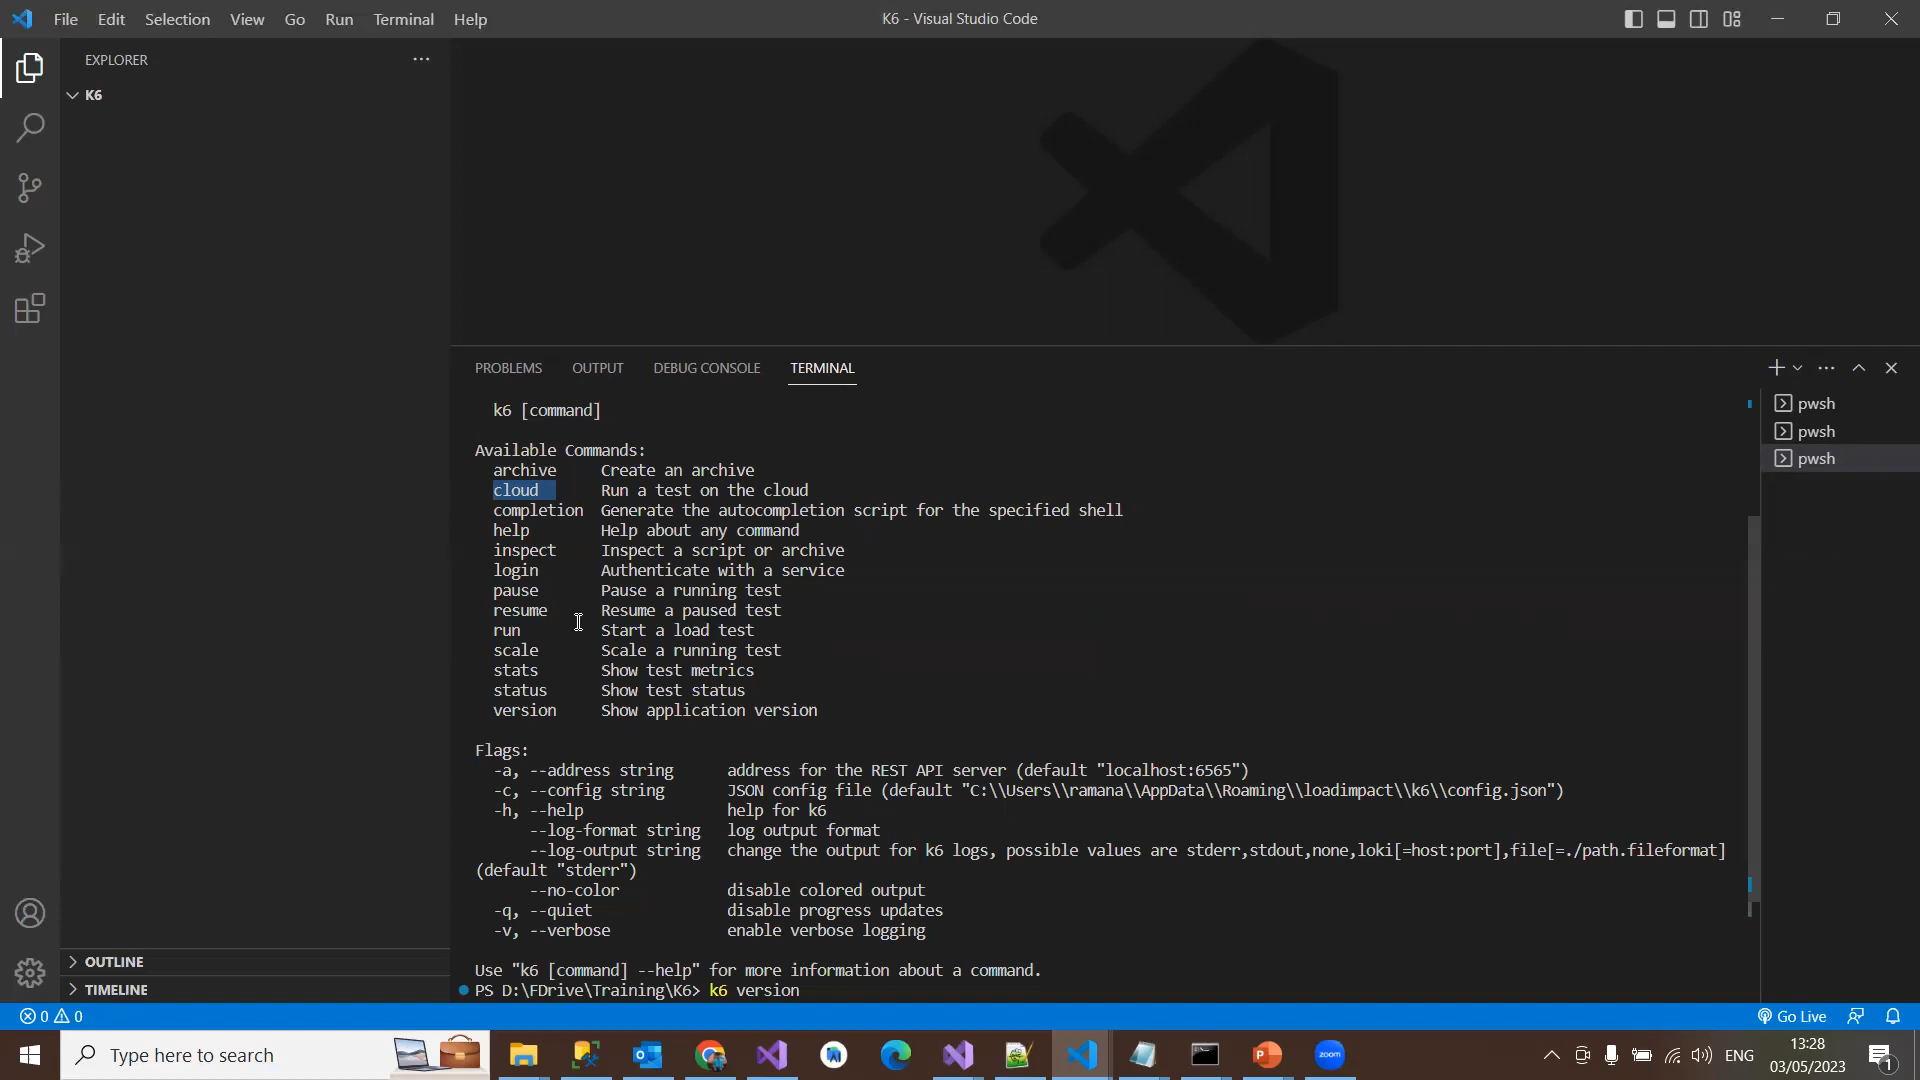 File Edit Selection View Go Run Terminal Help
K6 - Visual Studio Code
EXPLORER
K6
PROBLEMS OUTPUT DEBUG CONSOLE TERMINAL
k6 [command]
Available Commands:
archive Create an archive
cloud Run a test on the cloud
completion Generate the autocompletion script for the specified shell
help Help about any command
inspect Inspect a script or archive
login Authenticate with a service
pause Pause a running test
resume Resume a paused test
run Start a load test
scale Scale a running test
stats Show test metrics
status Show test status
version Show application version
Flags:
-a, --address string address for the REST API server (default "localhost:6565")
-c, --config string JSON config file (default "C:\\Users\\ramana\\AppData\\Roaming\\loadimpact\\k6\\config.json")
-h, --help help for k6
--log-format string log output format
--log-output string change the output for k6 logs, possible values are stderr,stdout,none,loki[=host:port],file[=./path.fileformat]
(default "stderr")
--no-color disable colored output
-q, --quiet disable progress updates
-v, --verbose enable verbose logging
Use "k6 [command] --help" for more information about a command.
PS D:\FDrive\Training\K6> k6 version
pwsh
pwsh
pwsh
OUTLINE
TIMELINE
0 0
Go Live
Type here to search
zoom
ENG
13:28
03/05/2023
1